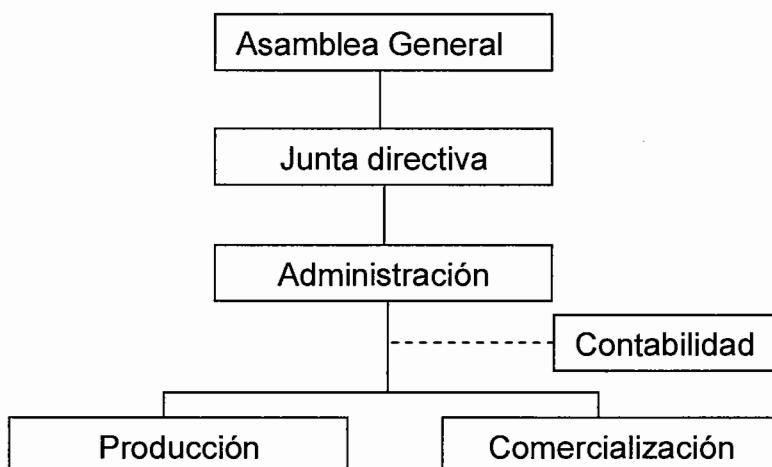 Asamblea General
Junta directiva
Administración
Contabilidad
Producción
Comercialización